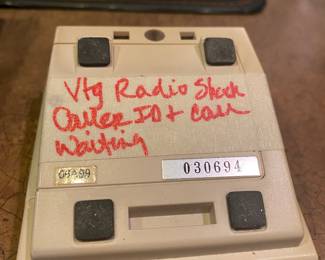 Vtg Radio Shack
Caller ID + Call
Waiting
030694